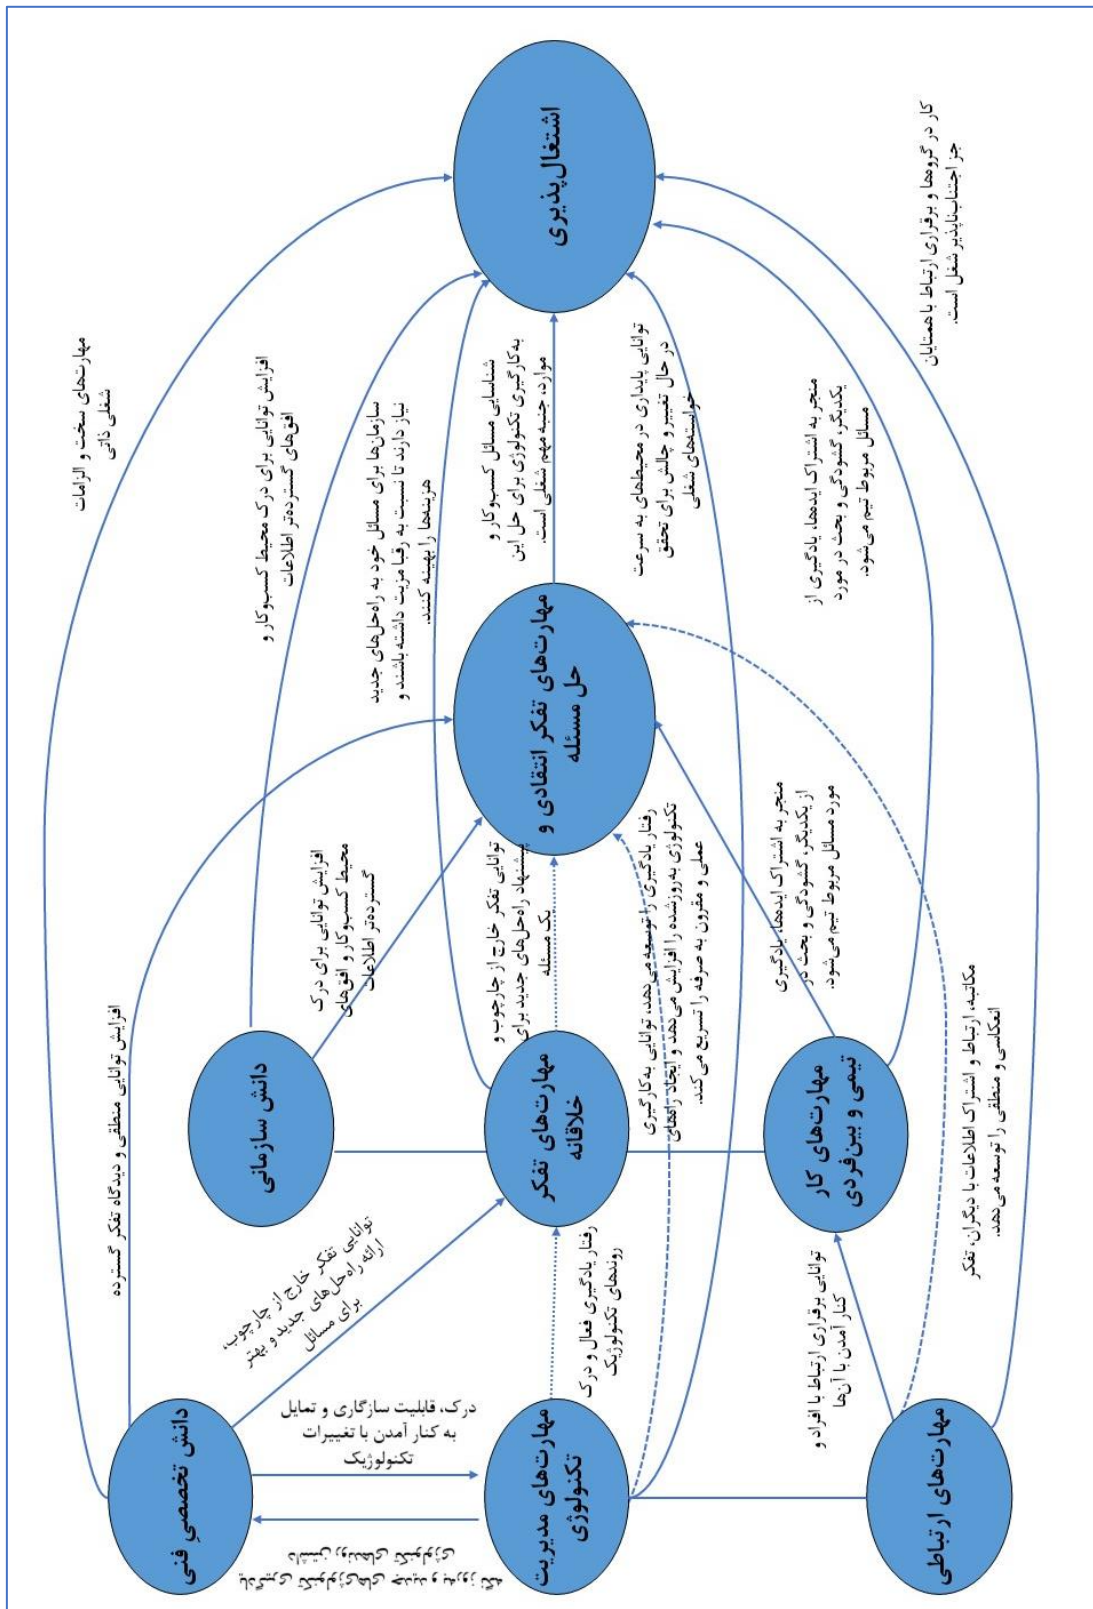 اشتغال‌پذیری
کار در گروه‌ها و برقراری ارتباط با همتایان
جز اجتناب‌ناپذیر شغل است.
مهارت‌های سخت و الزامات
شغلی ذاتی
افزایش توانایی برای درک محیط کسب‌وکار و
افق‌های گسترده‌تر اطلاعات
سازمان‌ها برای مسائل خود به راه‌حل‌های جدید
نیاز دارند تا نسبت به رقبا مزیت داشته باشند و
هزینه‌ها را بهینه کنند.
شناسایی مسائل کسب‌وکار و
به‌کارگیری تکنولوژی برای حل این
موارد، جنبه مهم شغلی است.
توانایی پایداری در محیط‌های به سرعت
در حال تغییر و چالش برای تحقق
خواسته‌های شغلی
منجر به اشتراک ایده‌ها، یادگیری از
یکدیگر، گشودگی و بحث در مورد
مسائل مربوط تیم می‌شود.
مهارت‌های تفکر انتقادی و
حل مسئله
افزایش توانایی منطقی و دیدگاه تفکر گسترده
افزایش توانایی برای درک
محیط کسب‌وکار و افق‌های
گسترده‌تر اطلاعات
توانایی تفکر خارج از چارچوب و
پیشنهاد راه‌حل‌های جدید برای
یک مسئله
رفتار یادگیری را توسعه می‌دهد، توانایی به‌کارگیری
تکنولوژی به‌روزشده را افزایش می‌دهد و ایجاد راه‌های
عملی و مقرون به صرفه را تسریع می‌کند.
منجر به اشتراک ایده‌ها، یادگیری
از یکدیگر، گشودگی و بحث در
مورد مسائل مربوط تیم می‌شود.
مکاتبه، ارتباط و اشتراک اطلاعات با دیگران، تفکر
انعکاسی و منطقی را توسعه می‌دهد.
دانش سازمانی
مهارت‌های تفکر
خلاقانه
مهارت‌های کار
تیمی و بین‌فردی
توانایی تفکر خارج از چارچوب،
ارائه راه‌حل‌های جدید و بهتر
برای مسائل
رفتار یادگیری فعال و درک
روندهای تکنولوژیک
توانایی برقراری ارتباط با افراد و
کنار آمدن با آن‌ها
درک، قابلیت سازگاری و تمایل
به کنار آمدن با تغییرات
تکنولوژیک
دانش تخصصیِ فنی
مهارت‌های مدیریت
تکنولوژی
مهارت‌های ارتباطی
یادگیری تکنولوژی‌های جدید و به‌روز نگه
داشتن روندهای تکنولوژی